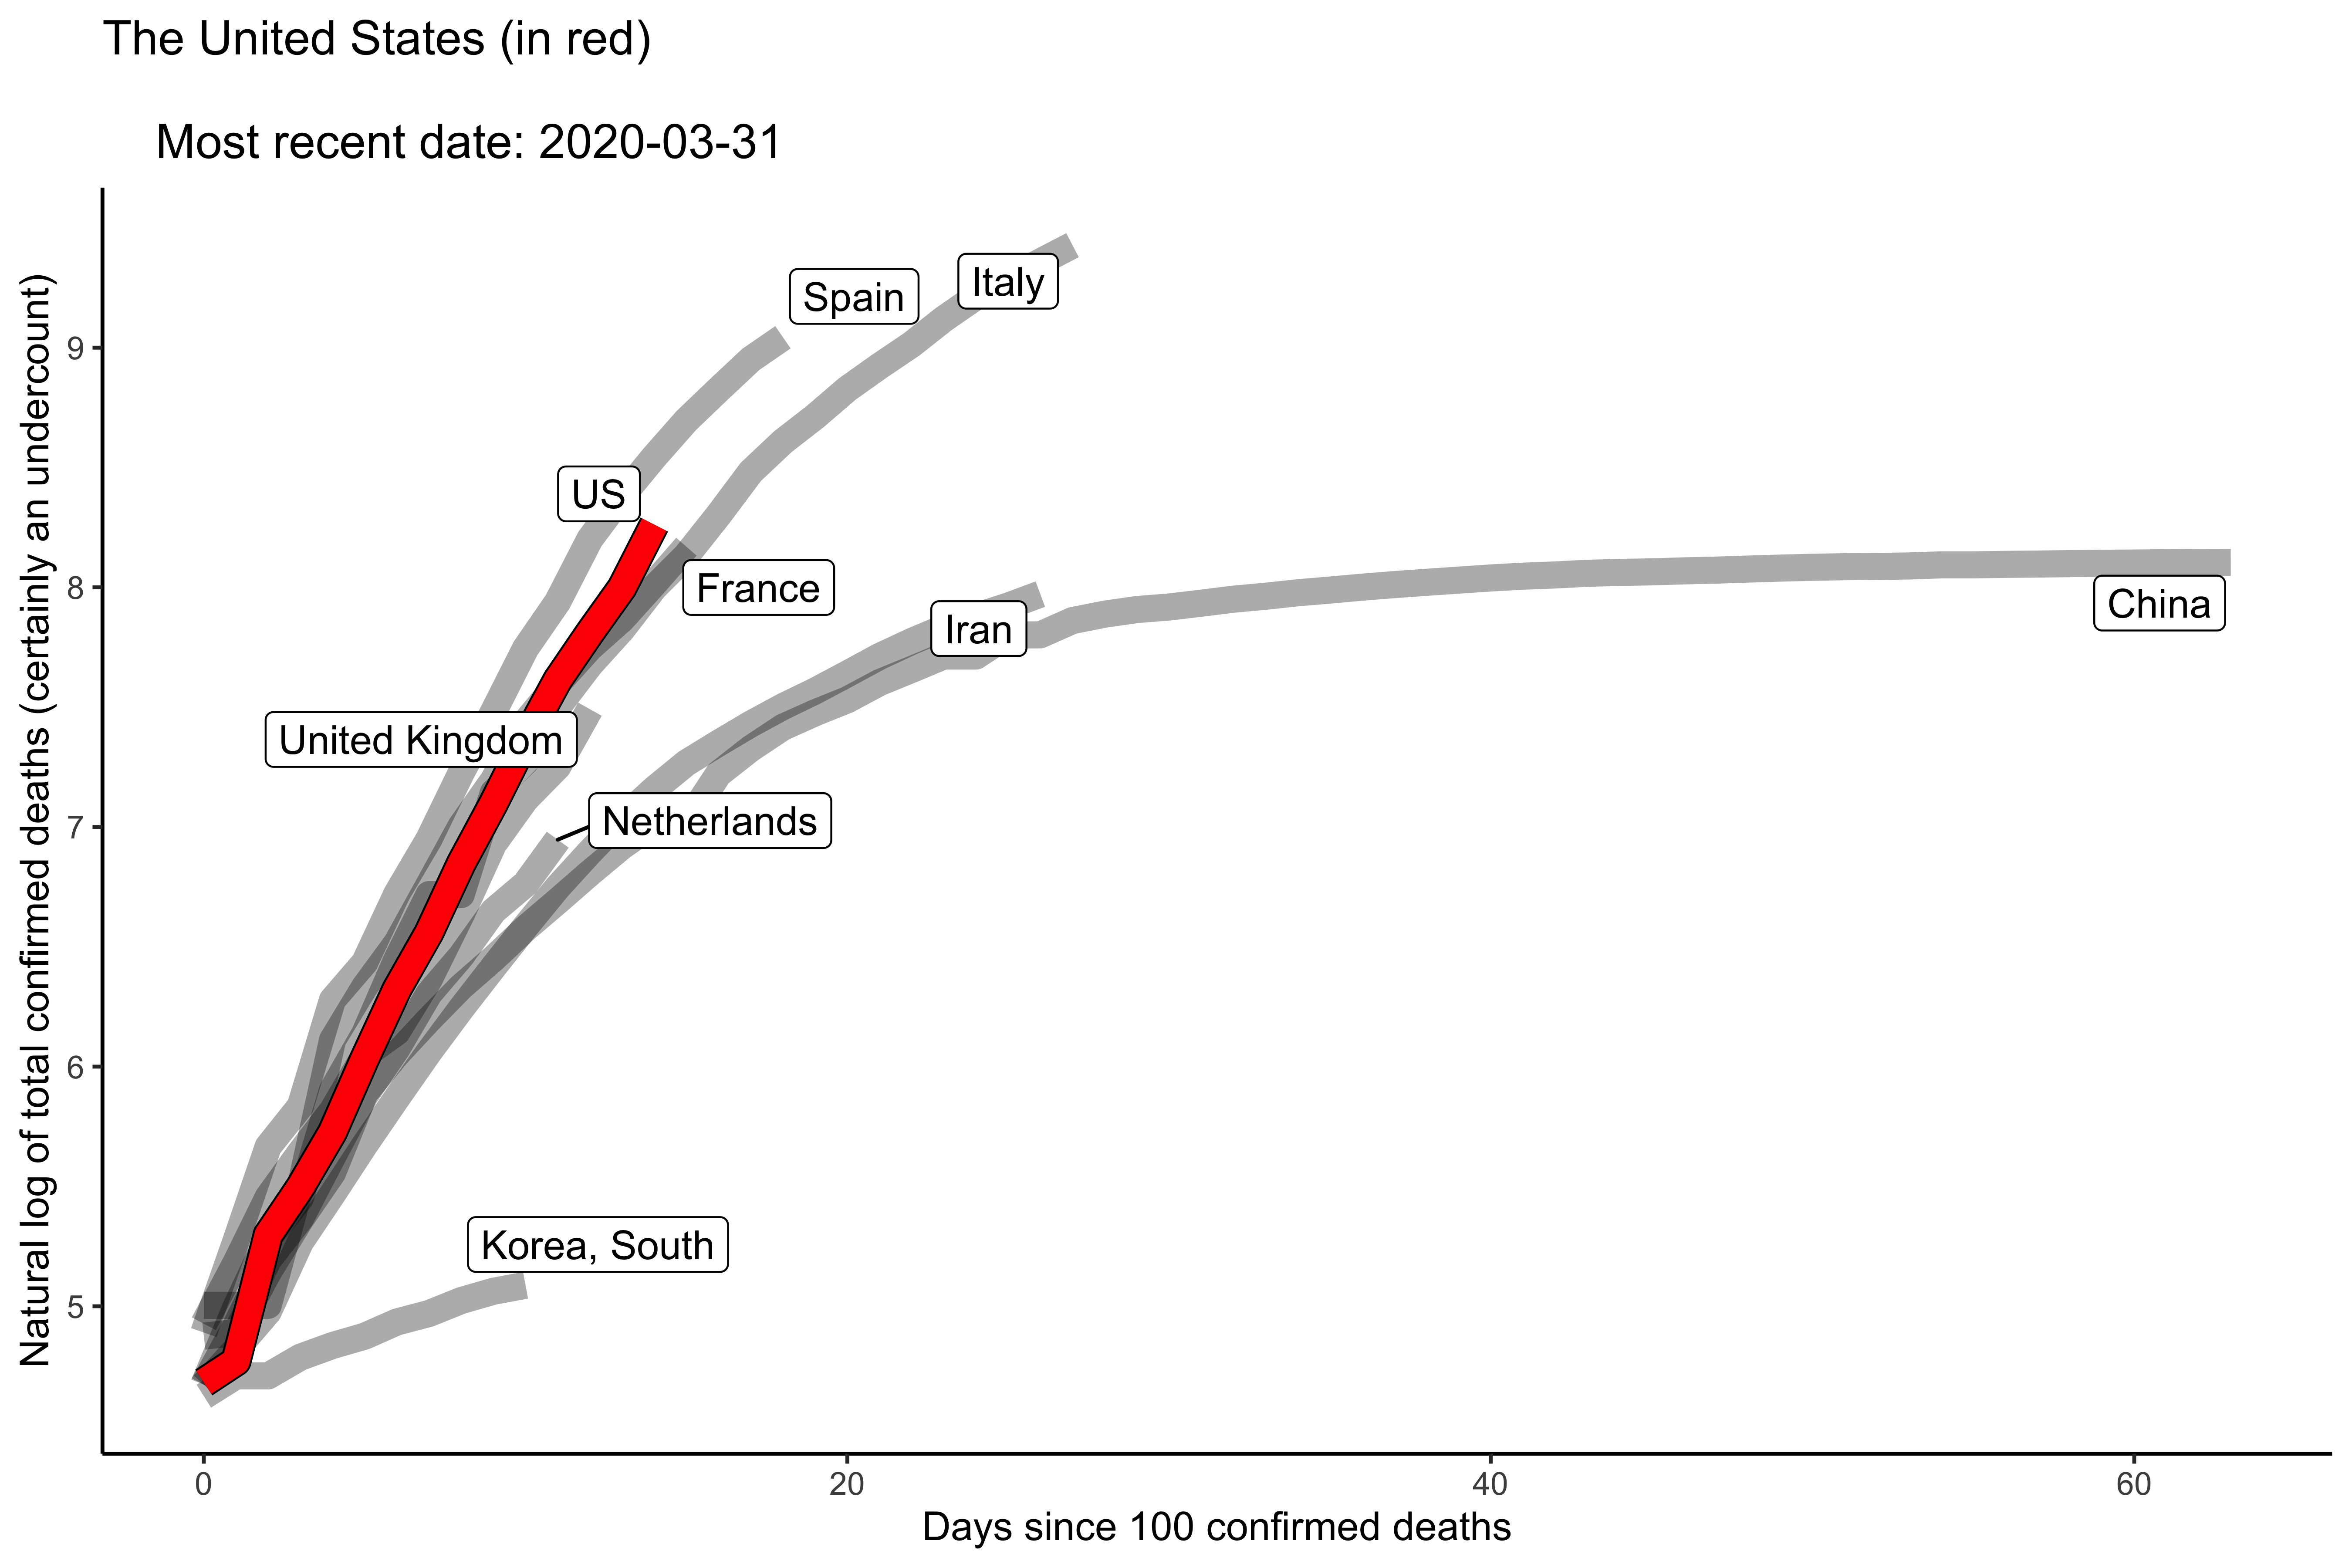 The United States (in red)
Most recent date: 2020-03-31
Natural log of total confirmed deaths (certainly an undercount)
9
8
7
6
5
Spain
Italy
US
France
Iran
China
United Kingdom
Netherlands
Korea, South
0
20
40
60
Days since 100 confirmed deaths